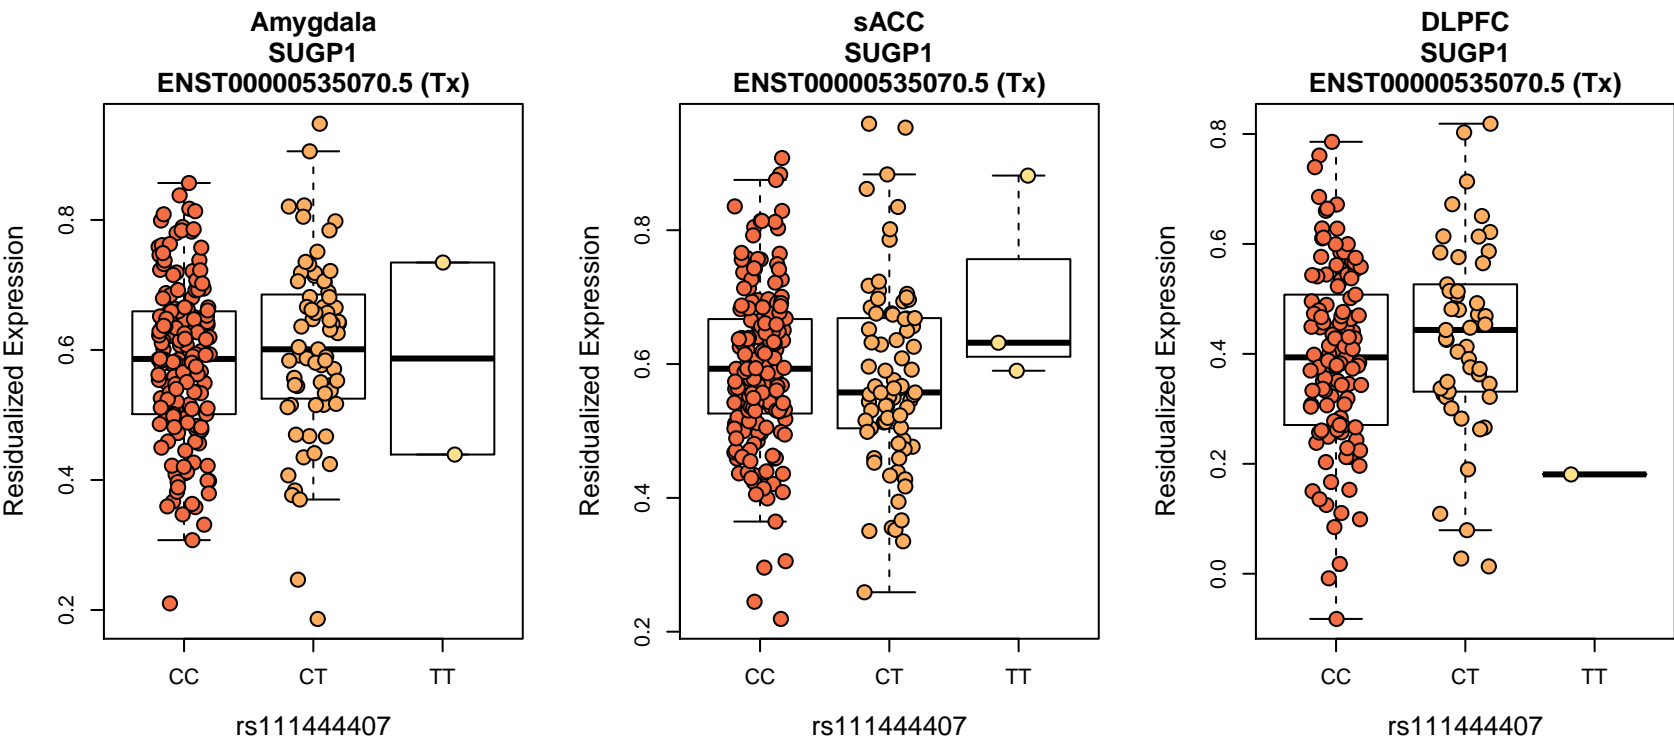 Amygdala
SUGP1
ENST00000535070.5 (Tx)
Residualized Expression
0.8
0.6
0.4
0.2
CC CT TT
rs111444407
sACC
SUGP1
ENST00000535070.5 (Tx)
Residualized Expression
0.8
0.6
0.4
0.2
CC CT TT
rs111444407
DLPFC
SUGP1
ENST00000535070.5 (Tx)
Residualized Expression
0.8
0.6
0.4
0.2
0.0
CC CT TT
rs111444407